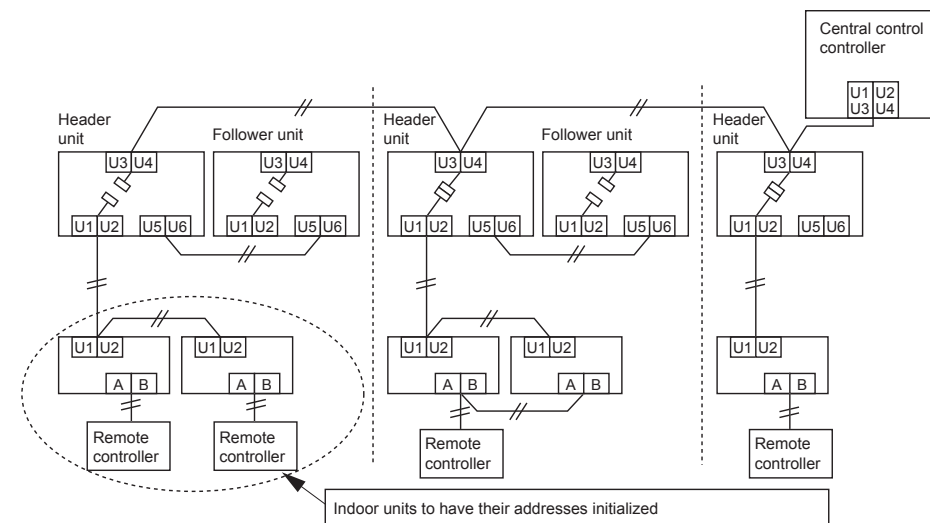 Central control
controller
U1 U2
U3 U4
Header
unit
Follower unit
Header
unit
Follower unit
Header
unit
U3 U4
U3 U4
U3 U4
U3 U4
U3 U4
U1 U2
U5 U6
U1 U2
U5 U6
U1 U2
U5 U6
U1 U2
U5 U6
U1 U2
U5 U6
U1 U2
U1 U2
U1 U2
U1 U2
U1 U2
A B
A B
A B
A B
A B
Remote
controller
Remote
controller
Remote
controller
Remote
controller
Indoor units to have their addresses initialized